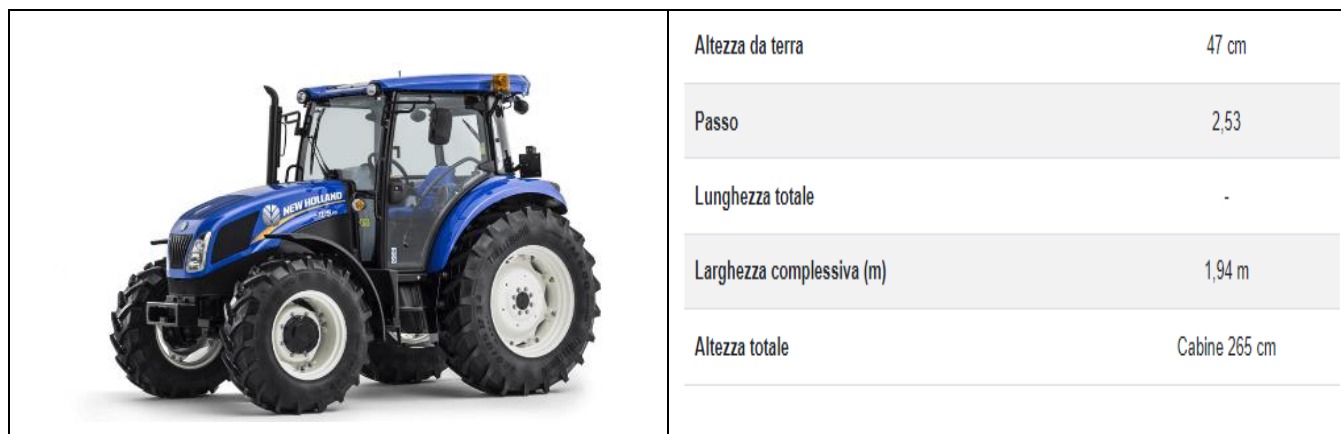 NEW HOLLAND
Altezza da terra 47 cm
Passo 2,53
Lunghezza totale -
Larghezza complessiva (m) 1,94 m
Altezza totale Cabine 265 cm